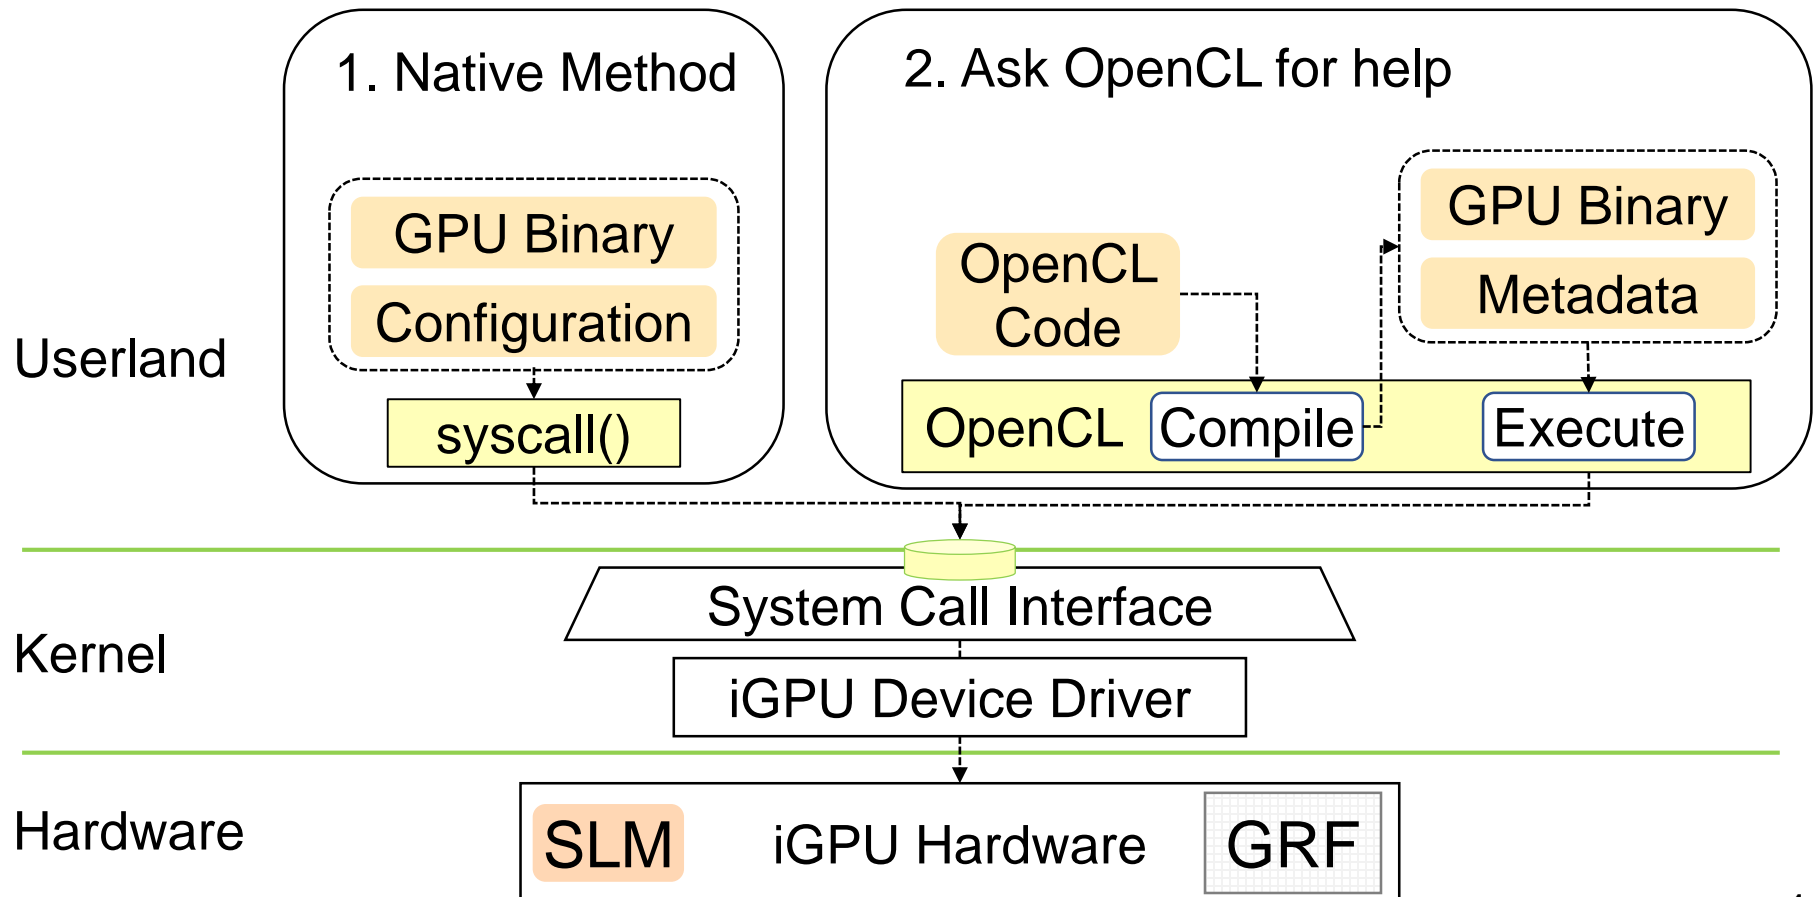 1. Native Method
2. Ask OpenCL for help
GPU Binary
Configuration
syscall()
OpenCL
Code
GPU Binary
Metadata
OpenCL
Compile
Execute
Userland
System Call Interface
Kernel
iGPU Device Driver
Hardware
SLM
iGPU Hardware
GRF